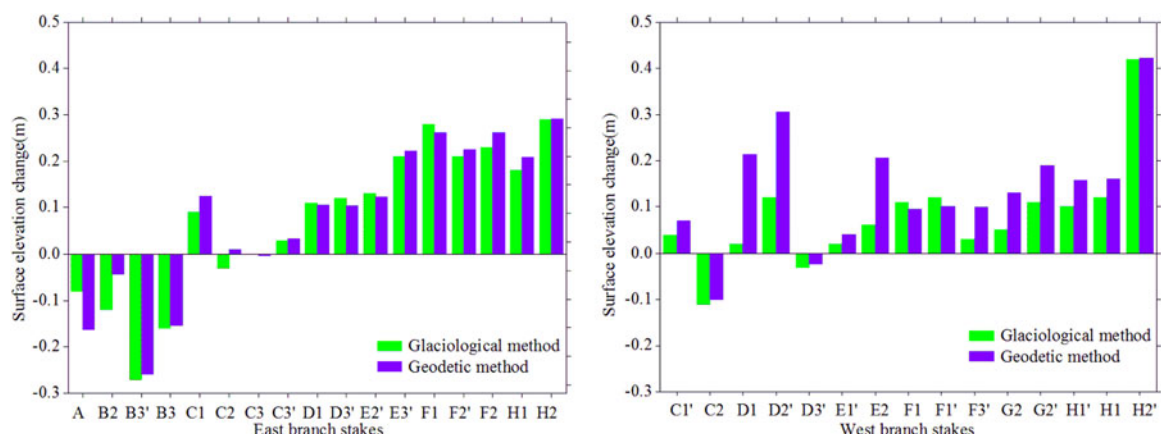 0.5
0.4
0.3
0.2
0.1
0.0
-0.1
-0.2
-0.3
Surface elevation change(m)
Glaciological method
Geodetic method
A B2 B3' B3 C1 C2 C3 C3' D1 D3' E2' E3' F1 F2' F2 H1 H2
East branch stakes
0.5
0.4
0.3
0.2
0.1
0.0
-0.1
-0.2
-0.3
Surface elevation change(m)
Glaciological method
Geodetic method
C1' C2 D1 D2' D3' E1' E2 F1 F1' F3' G2 G2' H1' H1 H2'
West branch stakes